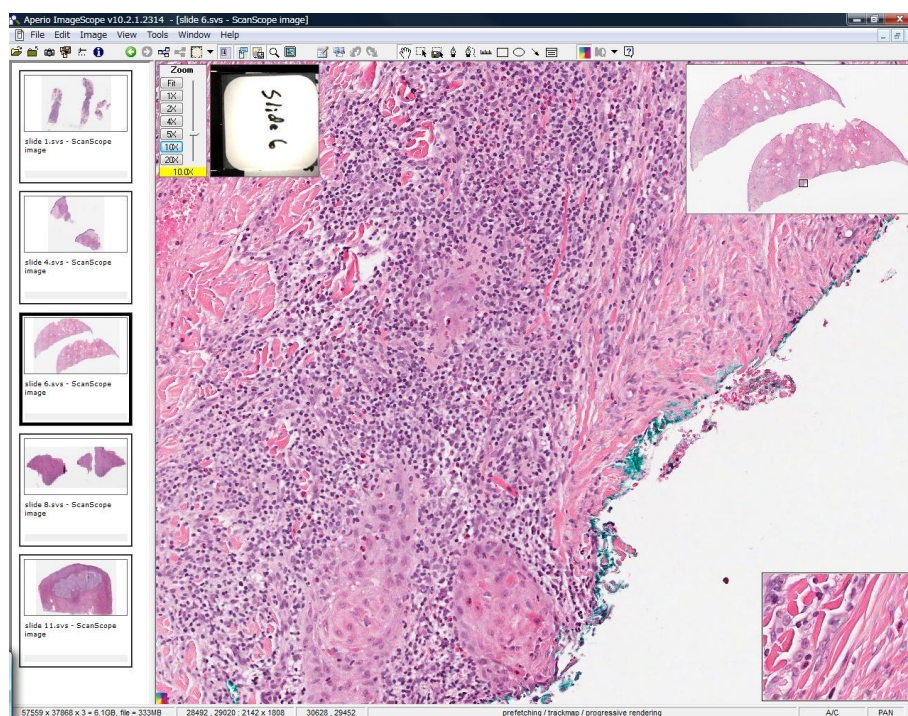 Aperio ImageScope v10.2.1.2314 - [slide 6.svs - ScanScope image]
File Edit Image View Tools Window Help
slide 1.svs - ScanScope
image
slide 4.svs - ScanScope
image
slide 6.svs - ScanScope
image
slide 8.svs - ScanScope
image
slide 11.svs - ScanScope
image
Zoom
Fit
1X
2X
4X
5X
10X
20X
10.0X
Slide 6
57559 x 37868 x 3 = 6.1GB, file = 333MB
28492 , 29020 : 2142 x 1808
30628 , 29452
prefetching / trackmap / progressive rendering
A/C
PAN